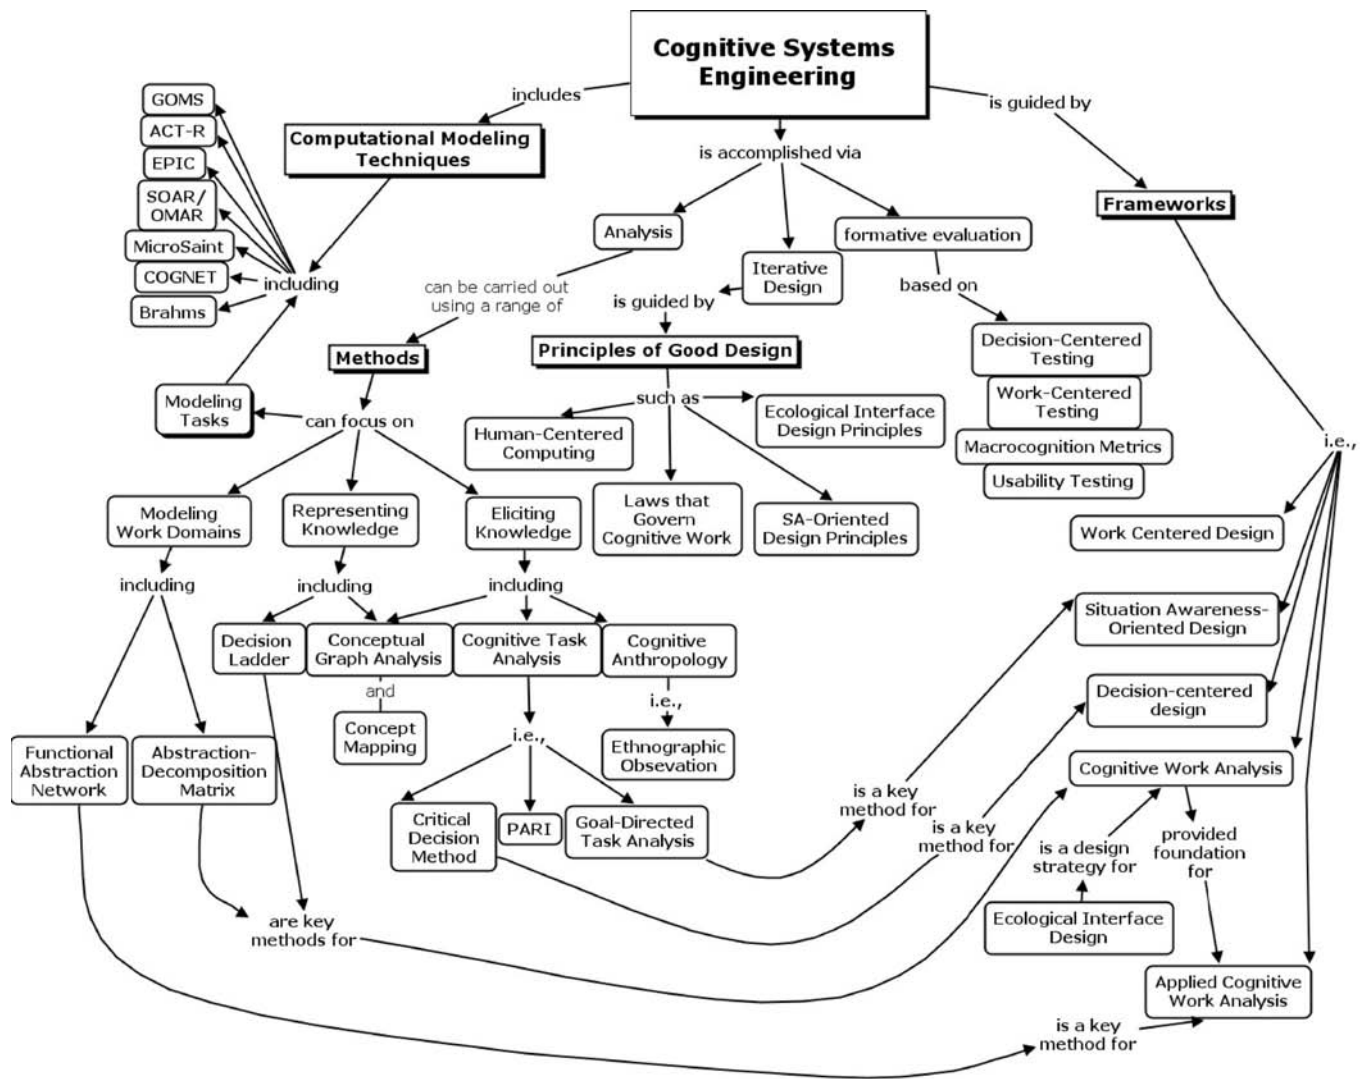 Cognitive Systems
Engineering
includes
is guided by
GOMS
ACT-R
EPIC
SOAR/
OMAR
MicroSaint
COGNET
Brahms
including
Computational Modeling
Techniques
is accomplished via
Frameworks
Analysis
Iterative
Design
formative evaluation
can be carried out
using a range of
is guided by
based on
Methods
Principles of Good Design
Decision-Centered
Testing
Work-Centered
Testing
Macrocognition Metrics
Usability Testing
Modeling
Tasks
can focus on
such as
Human-Centered
Computing
Ecological Interface
Design Principles
Laws that
Govern
Cognitive Work
SA-Oriented
Design Principles
i.e.,
Modeling
Work Domains
Representing
Knowledge
Eliciting
Knowledge
Work Centered Design
including
including
including
Decision
Ladder
Conceptual
Graph Analysis
Cognitive Task
Analysis
Cognitive
Anthropology
Situation Awareness-
Oriented Design
and
i.e.,
Decision-centered
design
Concept
Mapping
i.e.,
Ethnographic
Obsevation
Functional
Abstraction
Network
Abstraction-
Decomposition
Matrix
Cognitive Work Analysis
Critical
Decision
Method
PARI
Goal-Directed
Task Analysis
is a key
method for
is a key
method for
is a design
strategy for
provided
foundation
for
are key
methods for
Ecological Interface
Design
Applied Cognitive
Work Analysis
is a key
method for